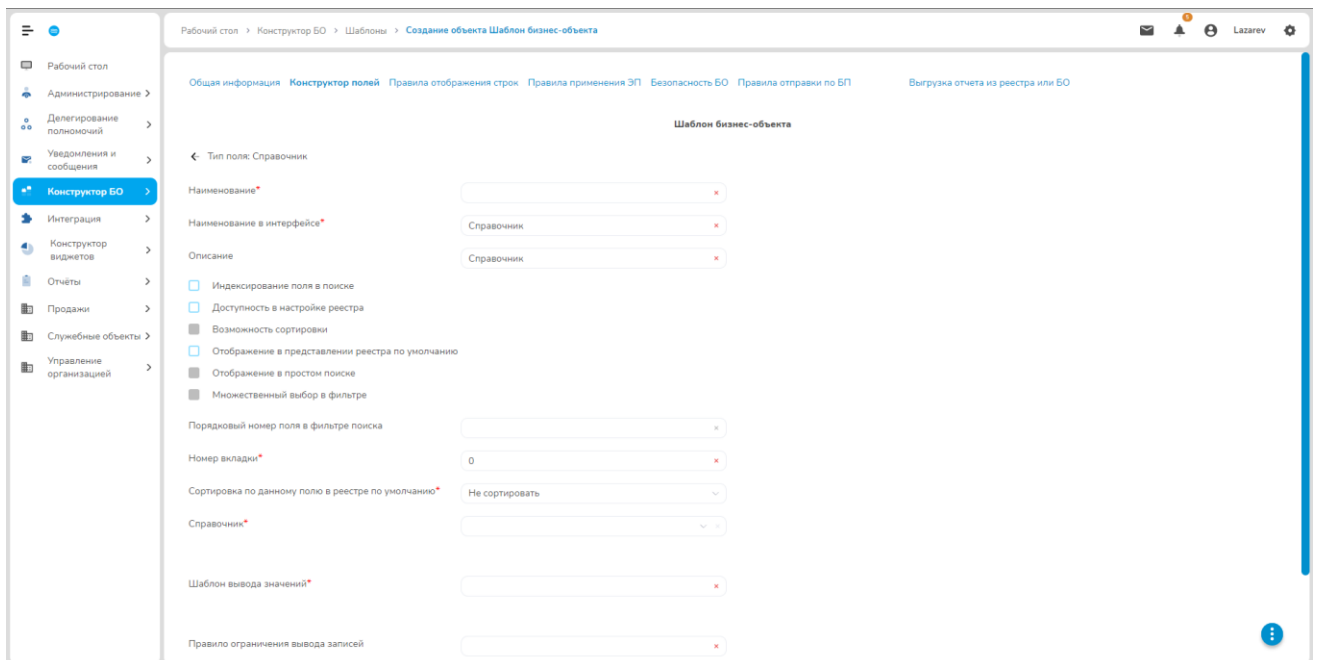 Рабочий стол > Конструктор БО > Шаблоны > Создание объекта Шаблон бизнес-объекта
1
Lazarev
Рабочий стол
Администрирование
Делегирование
полномочий
Уведомления и
сообщения
Конструктор БО
Интеграция
Конструктор
виджетов
Отчёты
Продажи
Служебные объекты
Управление
организацией
Общая информация Конструктор полей Правила отображения строк Правила применения ЭП Безопасность БО Правила отправки по БП Выгрузка отчета из реестра или БО
Шаблон бизнес-объекта
Тип поля: Справочник
Наименование*
Наименование в интерфейсе* Справочник
Описание Справочник
Индексирование поля в поиске
Доступность в настройке реестра
Возможность сортировки
Отображение в представлении реестра по умолчанию
Отображение в простом поиске
Множественный выбор в фильтре
Порядковый номер поля в фильтре поиска
Номер вкладки* 0
Сортировка по данному полю в реестре по умолчанию* Не сортировать
Справочник*
Шаблон вывода значений*
Правило ограничения вывода записей